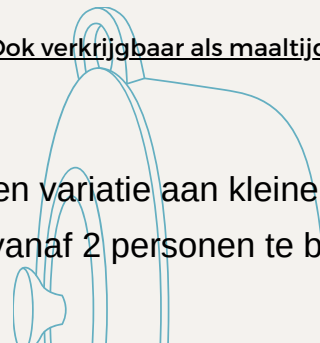 Ook verkrijgbaar als maaltijd
en variatie aan kleine
vanaf 2 personen te b